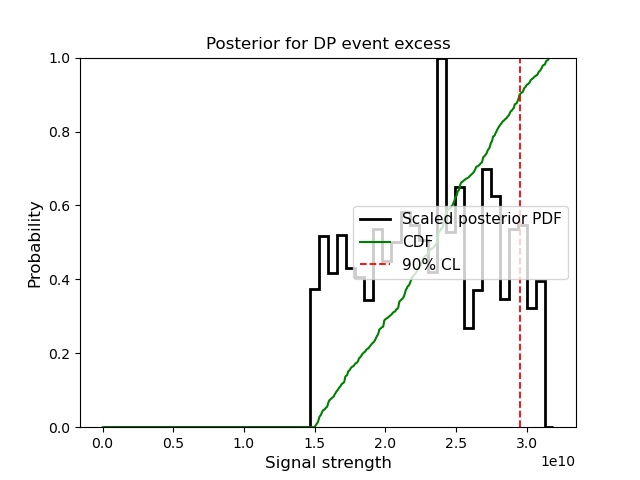 Posterior for DP event excess
1.0
0.8
0.6
0.4
0.2
0.0
Probability
Scaled posterior PDF
CDF
90% CL
0.0 0.5 1.0 1.5 2.0 2.5 3.0
1e10
Signal strength